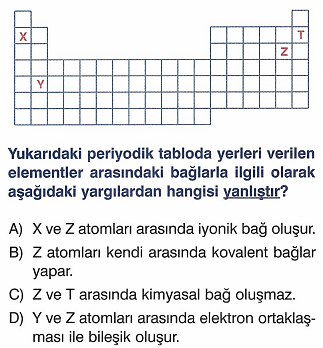 T
X
Z
Y
Yukarıdaki periyodik tabloda yerleri verilen
elementler arasındaki bağlarla ilgili olarak
aşağıdaki yargılardan hangisi yanlıştır?
A) X ve Z atomları arasında iyonik bağ oluşur.
B) Z atomları kendi arasında kovalent bağlar
yapar.
C) Z ve T arasında kimyasal bağ oluşmaz.
D) Y ve Z atomları arasında elektron ortaklaş-
ması ile bileşik oluşur.